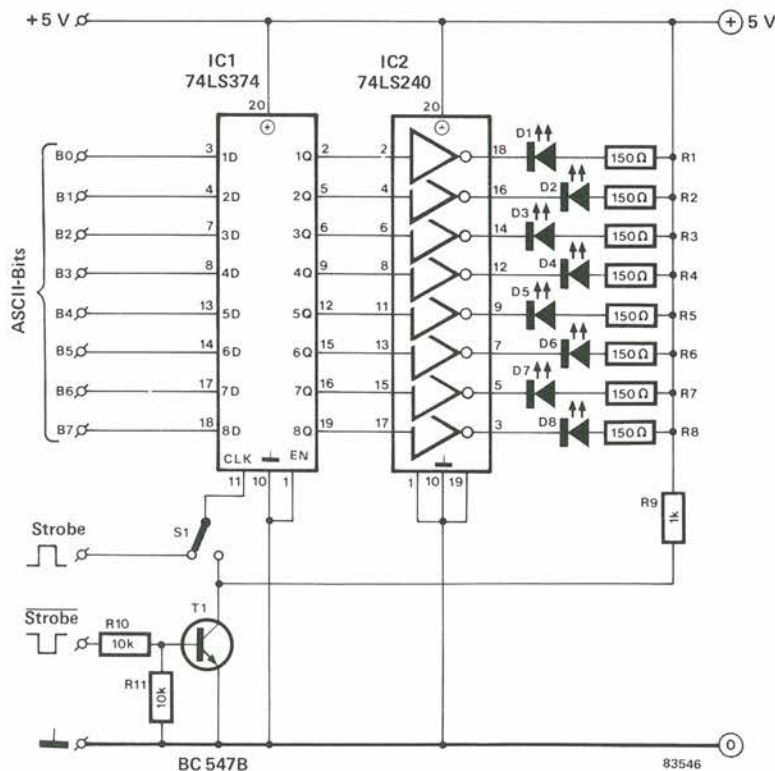 +5 V
5 V
IC1
74LS374
IC2
74LS240
20
20
ASCII-Bits
B0 3 1D 1Q 2 2 18 D1 150Ω R1
B1 4 2D 2Q 5 4 16 D2 150Ω R2
B2 7 3D 3Q 6 6 14 D3 150Ω R3
B3 8 4D 4Q 9 8 12 D4 150Ω R4
B4 13 5D 5Q 12 11 9 D5 150Ω R5
B5 14 6D 6Q 15 13 7 D6 150Ω R6
B6 17 7D 7Q 16 15 5 D7 150Ω R7
B7 18 8D 8Q 19 17 3 D8 150Ω R8
CLK EN
11 10 1 1 10 19
R9
1k
Strobe
S1
Strobe
R10
10k
T1
R11
10k
BC 547B
0
83546